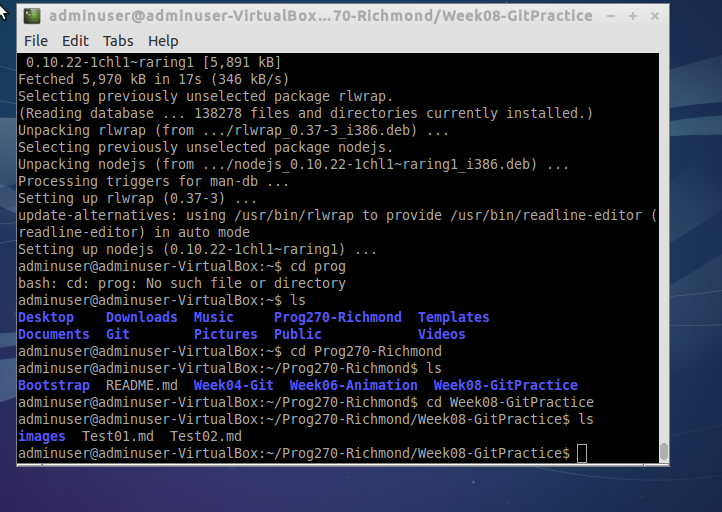 adminuser@adminuser-VirtualBox...70-Richmond/Week08-GitPractice
File Edit Tabs Help
0.10.22-1chl1~raring1 [5,891 kB]
Fetched 5,970 kB in 17s (346 kB/s)
Selecting previously unselected package rlwrap.
(Reading database ... 138278 files and directories currently installed.)
Unpacking rlwrap (from .../rlwrap_0.37-3_i386.deb) ...
Selecting previously unselected package nodejs.
Unpacking nodejs (from .../nodejs_0.10.22-1chl1~raring1_i386.deb) ...
Processing triggers for man-db ...
Setting up rlwrap (0.37-3) ...
update-alternatives: using /usr/bin/rlwrap to provide /usr/bin/readline-editor (
readline-editor) in auto mode
Setting up nodejs (0.10.22-1chl1~raring1) ...
adminuser@adminuser-VirtualBox:~$ cd prog
bash: cd: prog: No such file or directory
adminuser@adminuser-VirtualBox:~$ ls
Desktop Downloads Music Prog270-Richmond Templates
Documents Git Pictures Public Videos
adminuser@adminuser-VirtualBox:~$ cd Prog270-Richmond
adminuser@adminuser-VirtualBox:~/Prog270-Richmond$ ls
Bootstrap README.md Week04-Git Week06-Animation Week08-GitPractice
adminuser@adminuser-VirtualBox:~/Prog270-Richmond$ cd Week08-GitPractice
adminuser@adminuser-VirtualBox:~/Prog270-Richmond/Week08-GitPractice$ ls
images Test01.md Test02.md
adminuser@adminuser-VirtualBox:~/Prog270-Richmond/Week08-GitPractice$